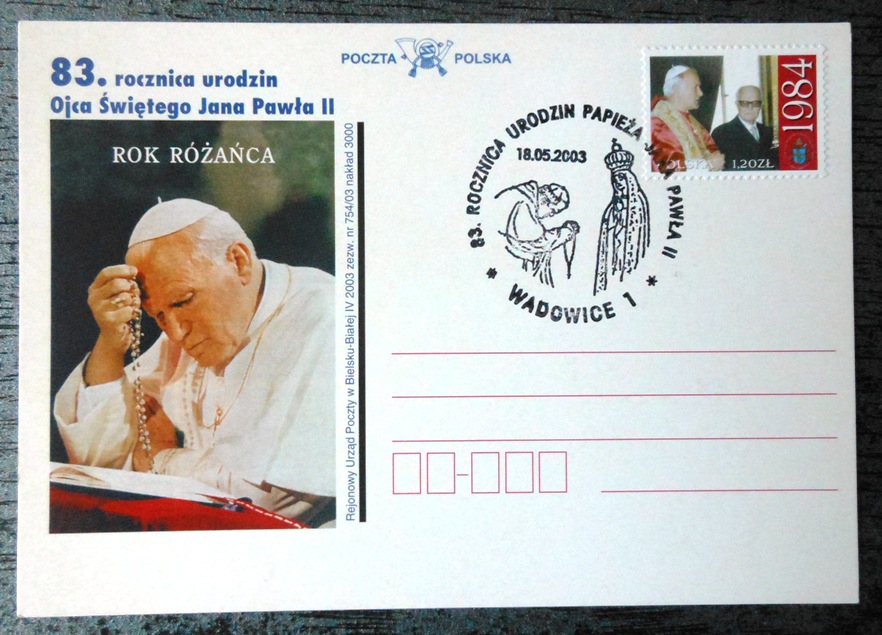 83. rocznica urodzin
Ojca Świętego Jana Pawła II
ROK RÓŻAŃCA
Rejonowy Urząd Poczty w Bielsku-Białej IV 2003 zezw. nr 754/03 nakład 3000
POCZTA POLSKA
1984
POLSKA 1,20ZŁ
83. ROCZNICA URODZIN PAPIEŻA JANA PAWŁA II
18.05.2003
* WADOWICE 1 *